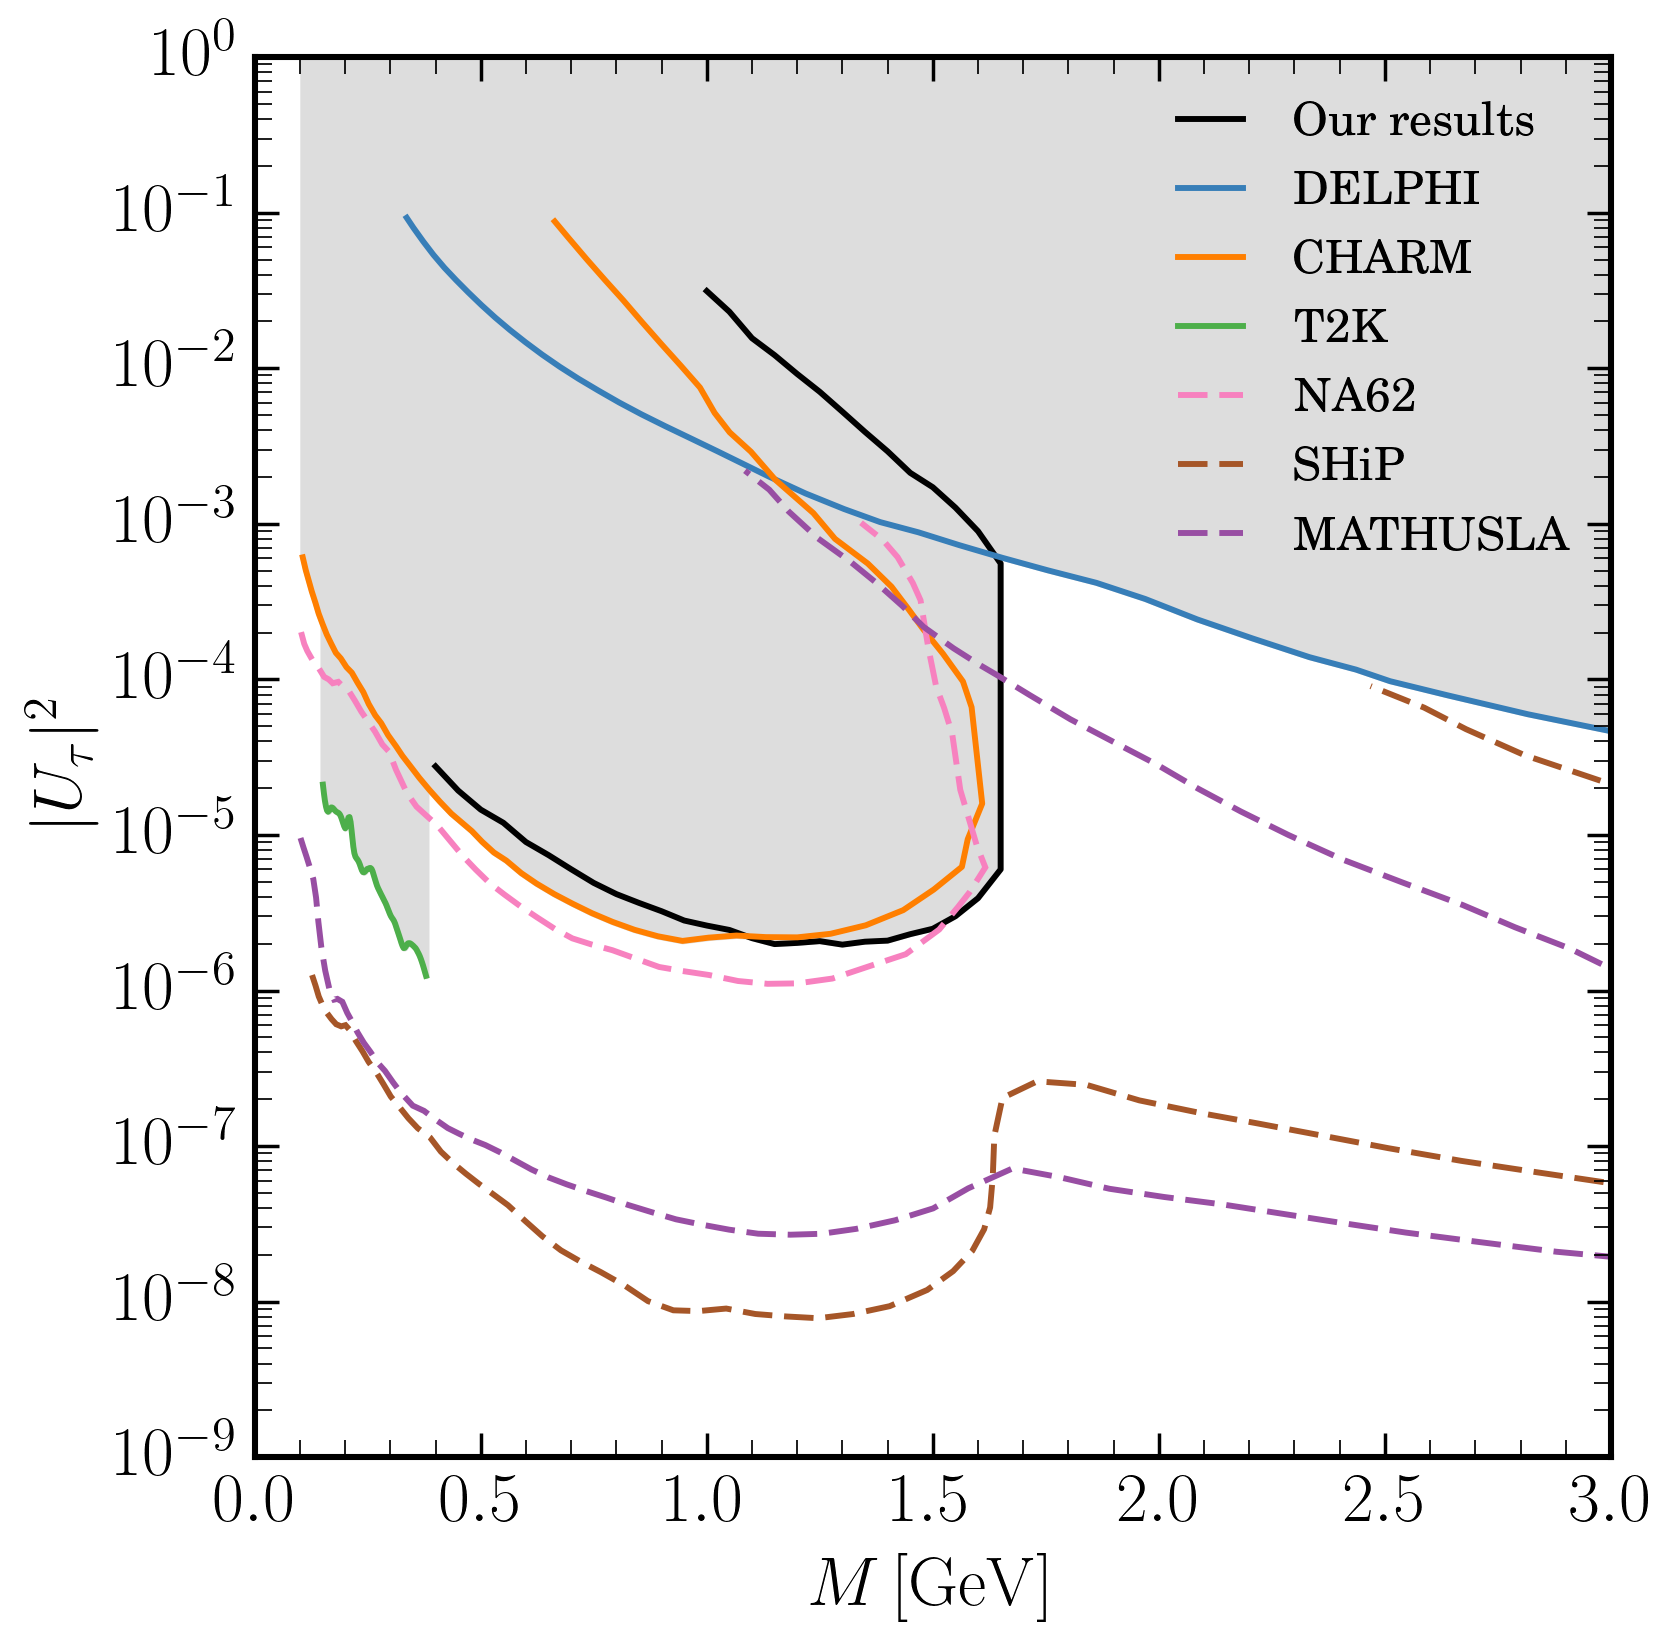 10⁰
10⁻¹
10⁻²
10⁻³
10⁻⁴
10⁻⁵
10⁻⁶
10⁻⁷
10⁻⁸
10⁻⁹
|U_τ|²
Our results
DELPHI
CHARM
T2K
NA62
SHiP
MATHUSLA
0.0 0.5 1.0 1.5 2.0 2.5 3.0
M [GeV]